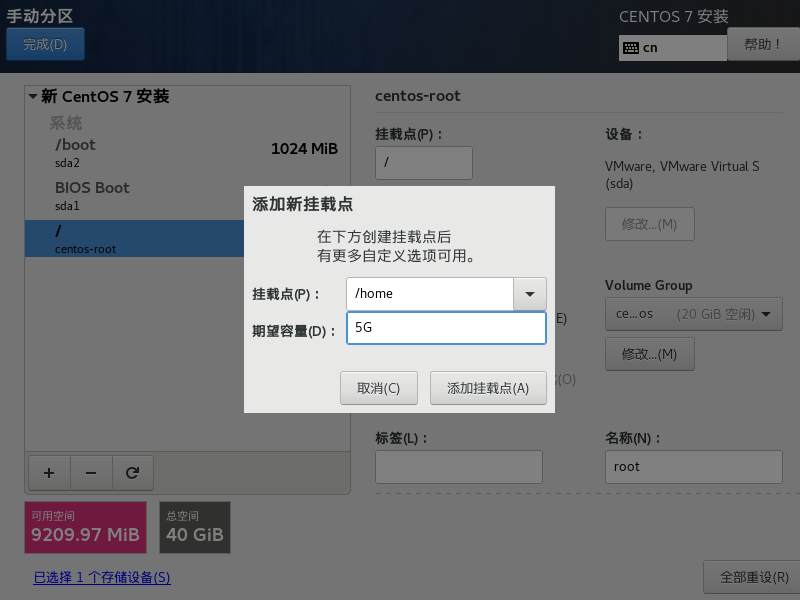 手动分区
CENTOS 7 安装
完成(D)
cn
帮助！
新 CentOS 7 安装
系统
/boot
1024 MiB
sda2
BIOS Boot
sda1
/
centos-root
centos-root
挂载点(P)：
/
设备：
VMware, VMware Virtual S
(sda)
修改...(M)
添加新挂载点
在下方创建挂载点后
有更多自定义选项可用。
挂载点(P)：
/home
期望容量(D)：
5G
取消(C)
添加挂载点(A)
E)
(O)
Volume Group
ce...os
(20 GiB 空闲)
修改...(M)
标签(L)：
名称(N)：
root
可用空间
9209.97 MiB
总空间
40 GiB
已选择 1 个存储设备(S)
全部重设(R)